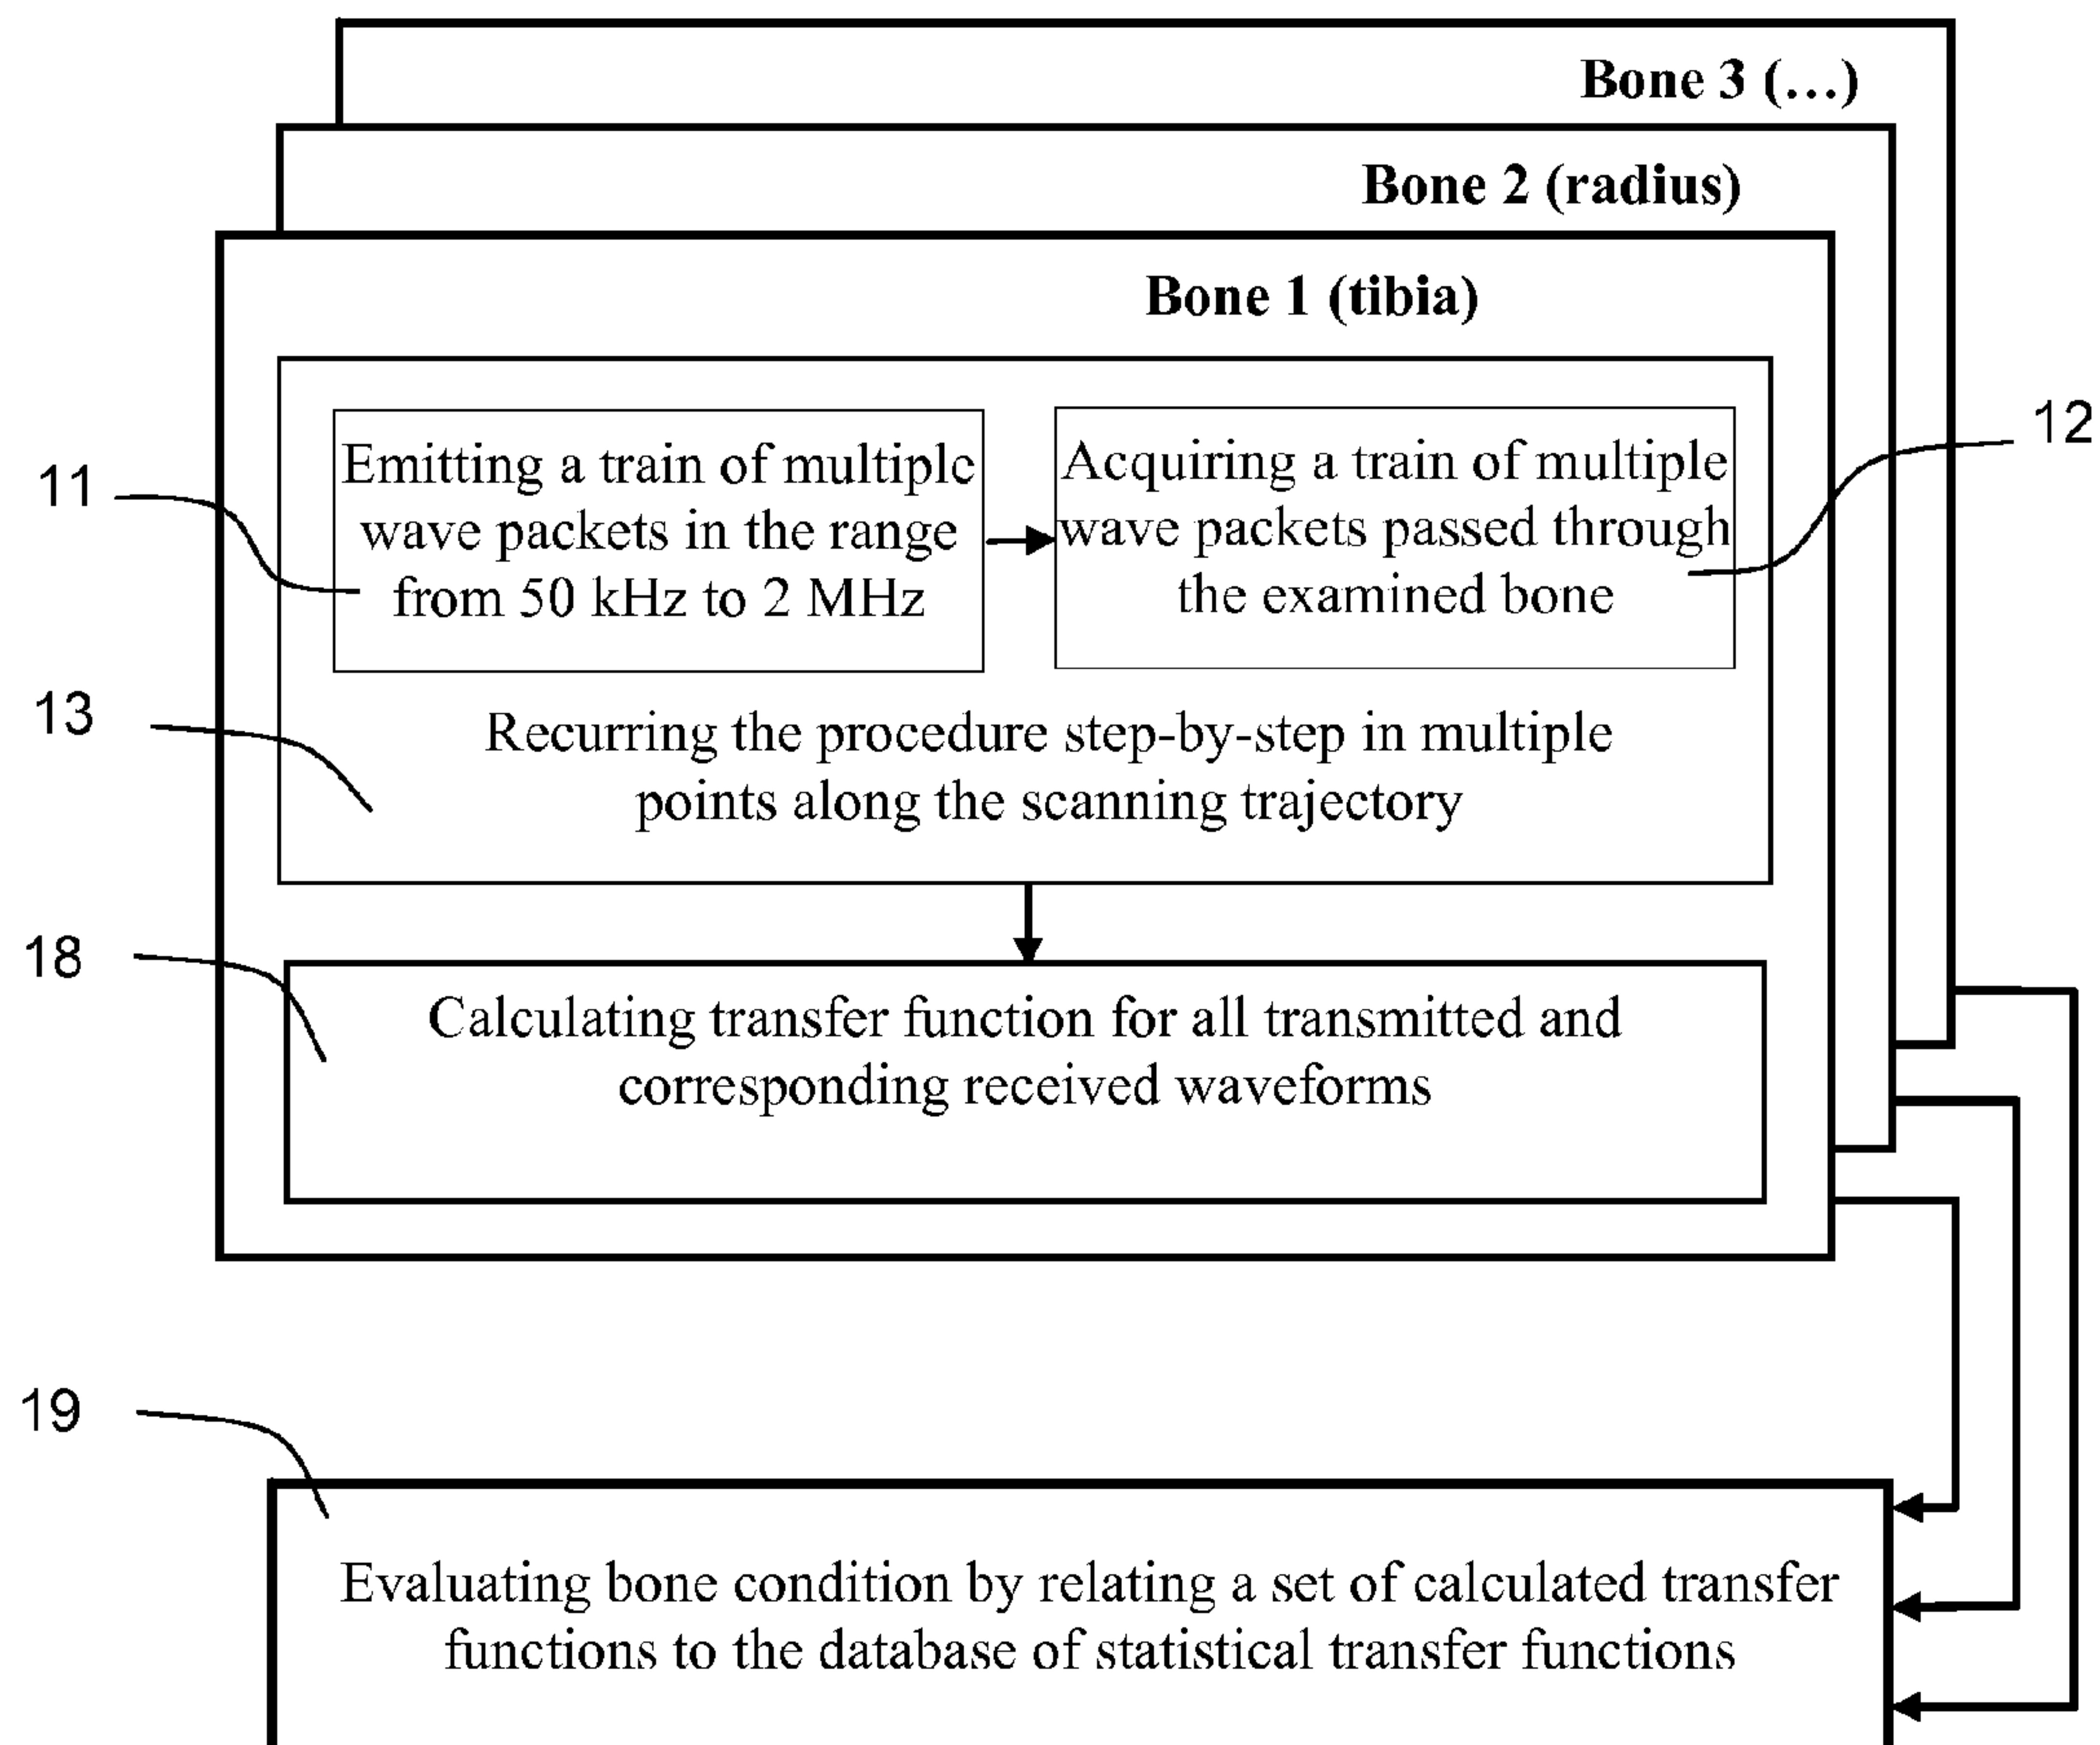 Bone 3 (...)
Bone 2 (radius)
Bone 1 (tibia)
11
Emitting a train of multiple
wave packets in the range
from 50 kHz to 2 MHz
Acquiring a train of multiple
wave packets passed through
the examined bone
12
13
Recurring the procedure step-by-step in multiple
points along the scanning trajectory
18
Calculating transfer function for all transmitted and
corresponding received waveforms
19
Evaluating bone condition by relating a set of calculated transfer
functions to the database of statistical transfer functions